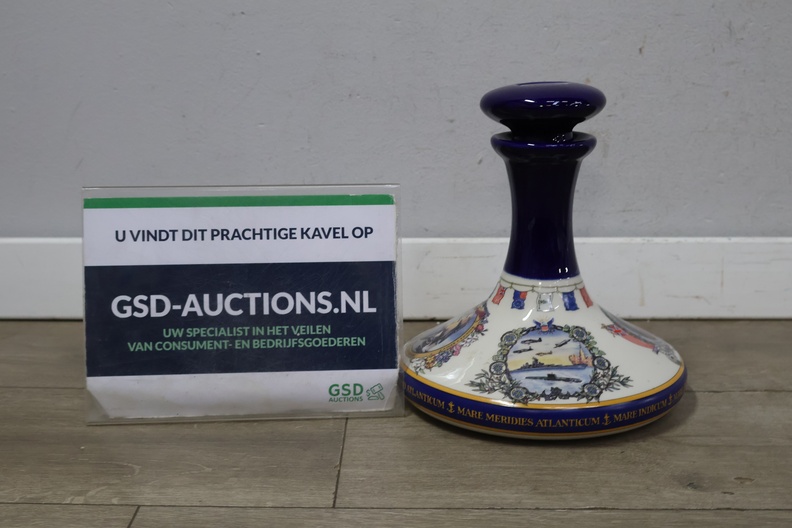 U VINDT DIT PRACHTIGE KAVEL OP
GSD-AUCTIONS.NL
UW SPECIALIST IN HET VEILEN
VAN CONSUMENT- EN BEDRIJFSGOEDEREN
GSD
AUCTIONS
ATLANTICUM MARE MERIDIES ATLANTICUM MARE INDICUM